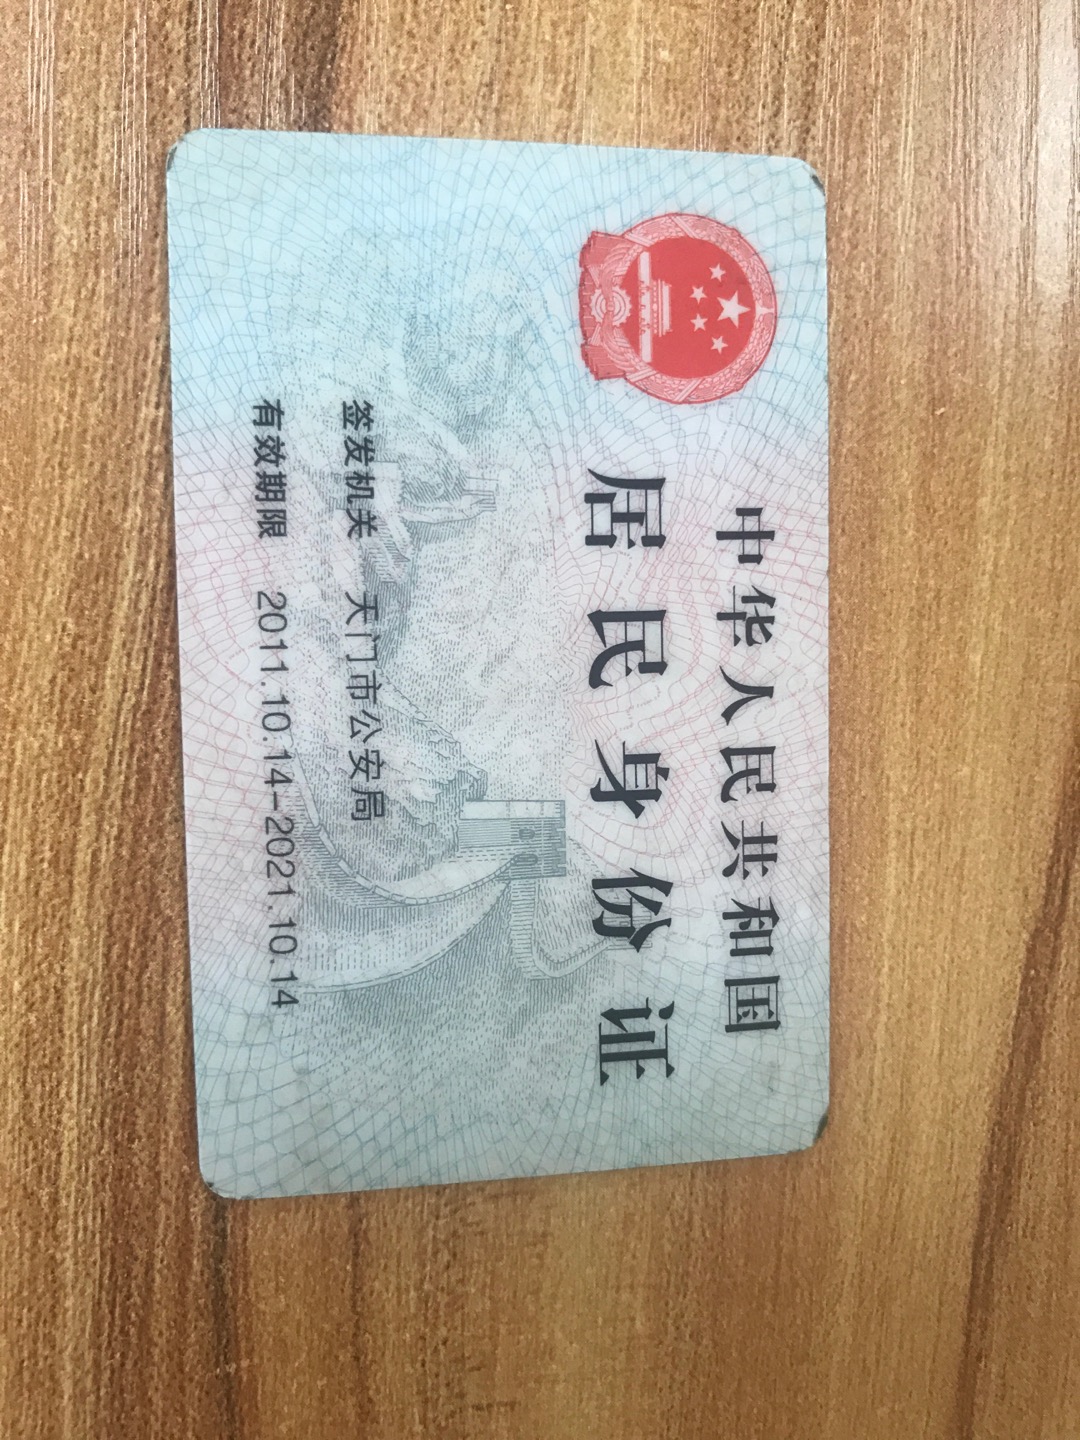 中华人民共和国
居民身份证
签发机关 天门市公安局
有效期限 2011.10.14-2021.10.14